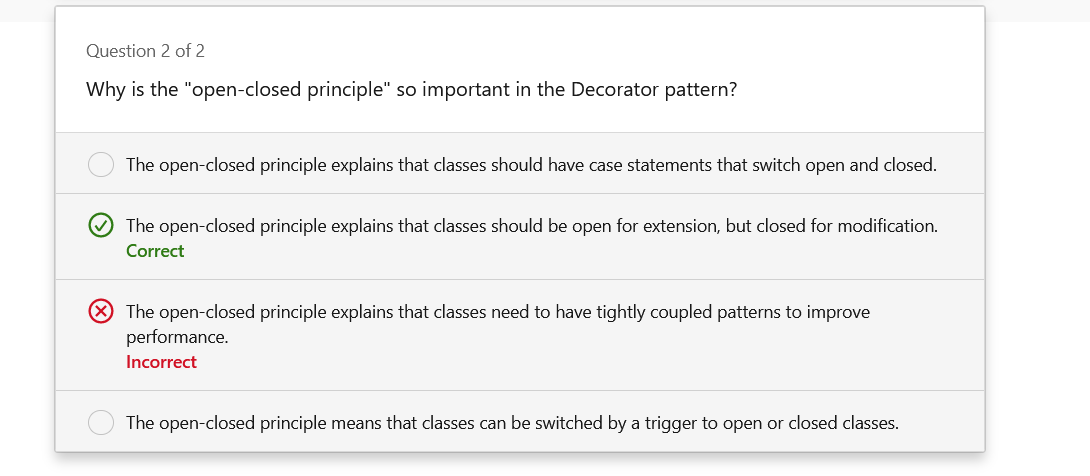 Question 2 of 2
Why is the "open-closed principle" so important in the Decorator pattern?
The open-closed principle explains that classes should have case statements that switch open and closed.
The open-closed principle explains that classes should be open for extension, but closed for modification.
Correct
The open-closed principle explains that classes need to have tightly coupled patterns to improve
performance.
Incorrect
The open-closed principle means that classes can be switched by a trigger to open or closed classes.